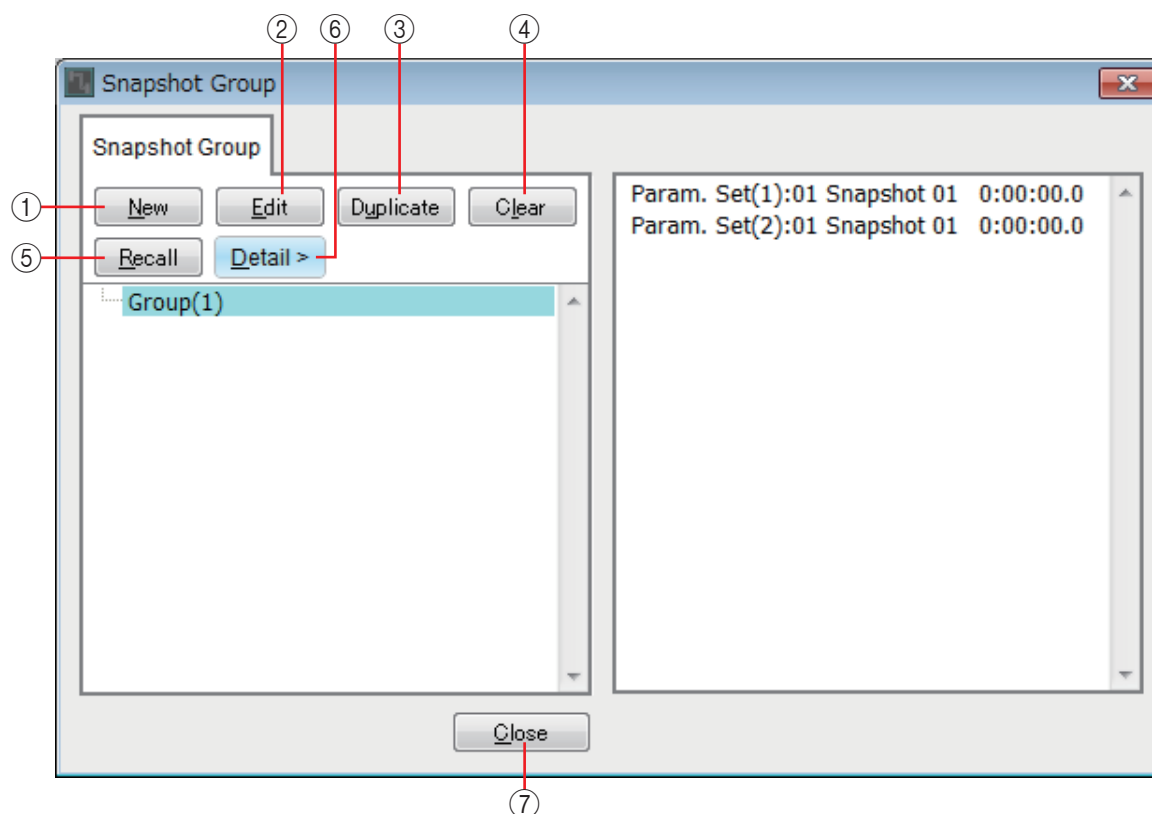 ② ⑥ ③ ④
Snapshot Group
Snapshot Group
① New Edit Duplicate Clear
⑤ Recall Detail >
Group(1)
Param. Set(1):01 Snapshot 01 0:00:00.0
Param. Set(2):01 Snapshot 01 0:00:00.0
Close
⑦